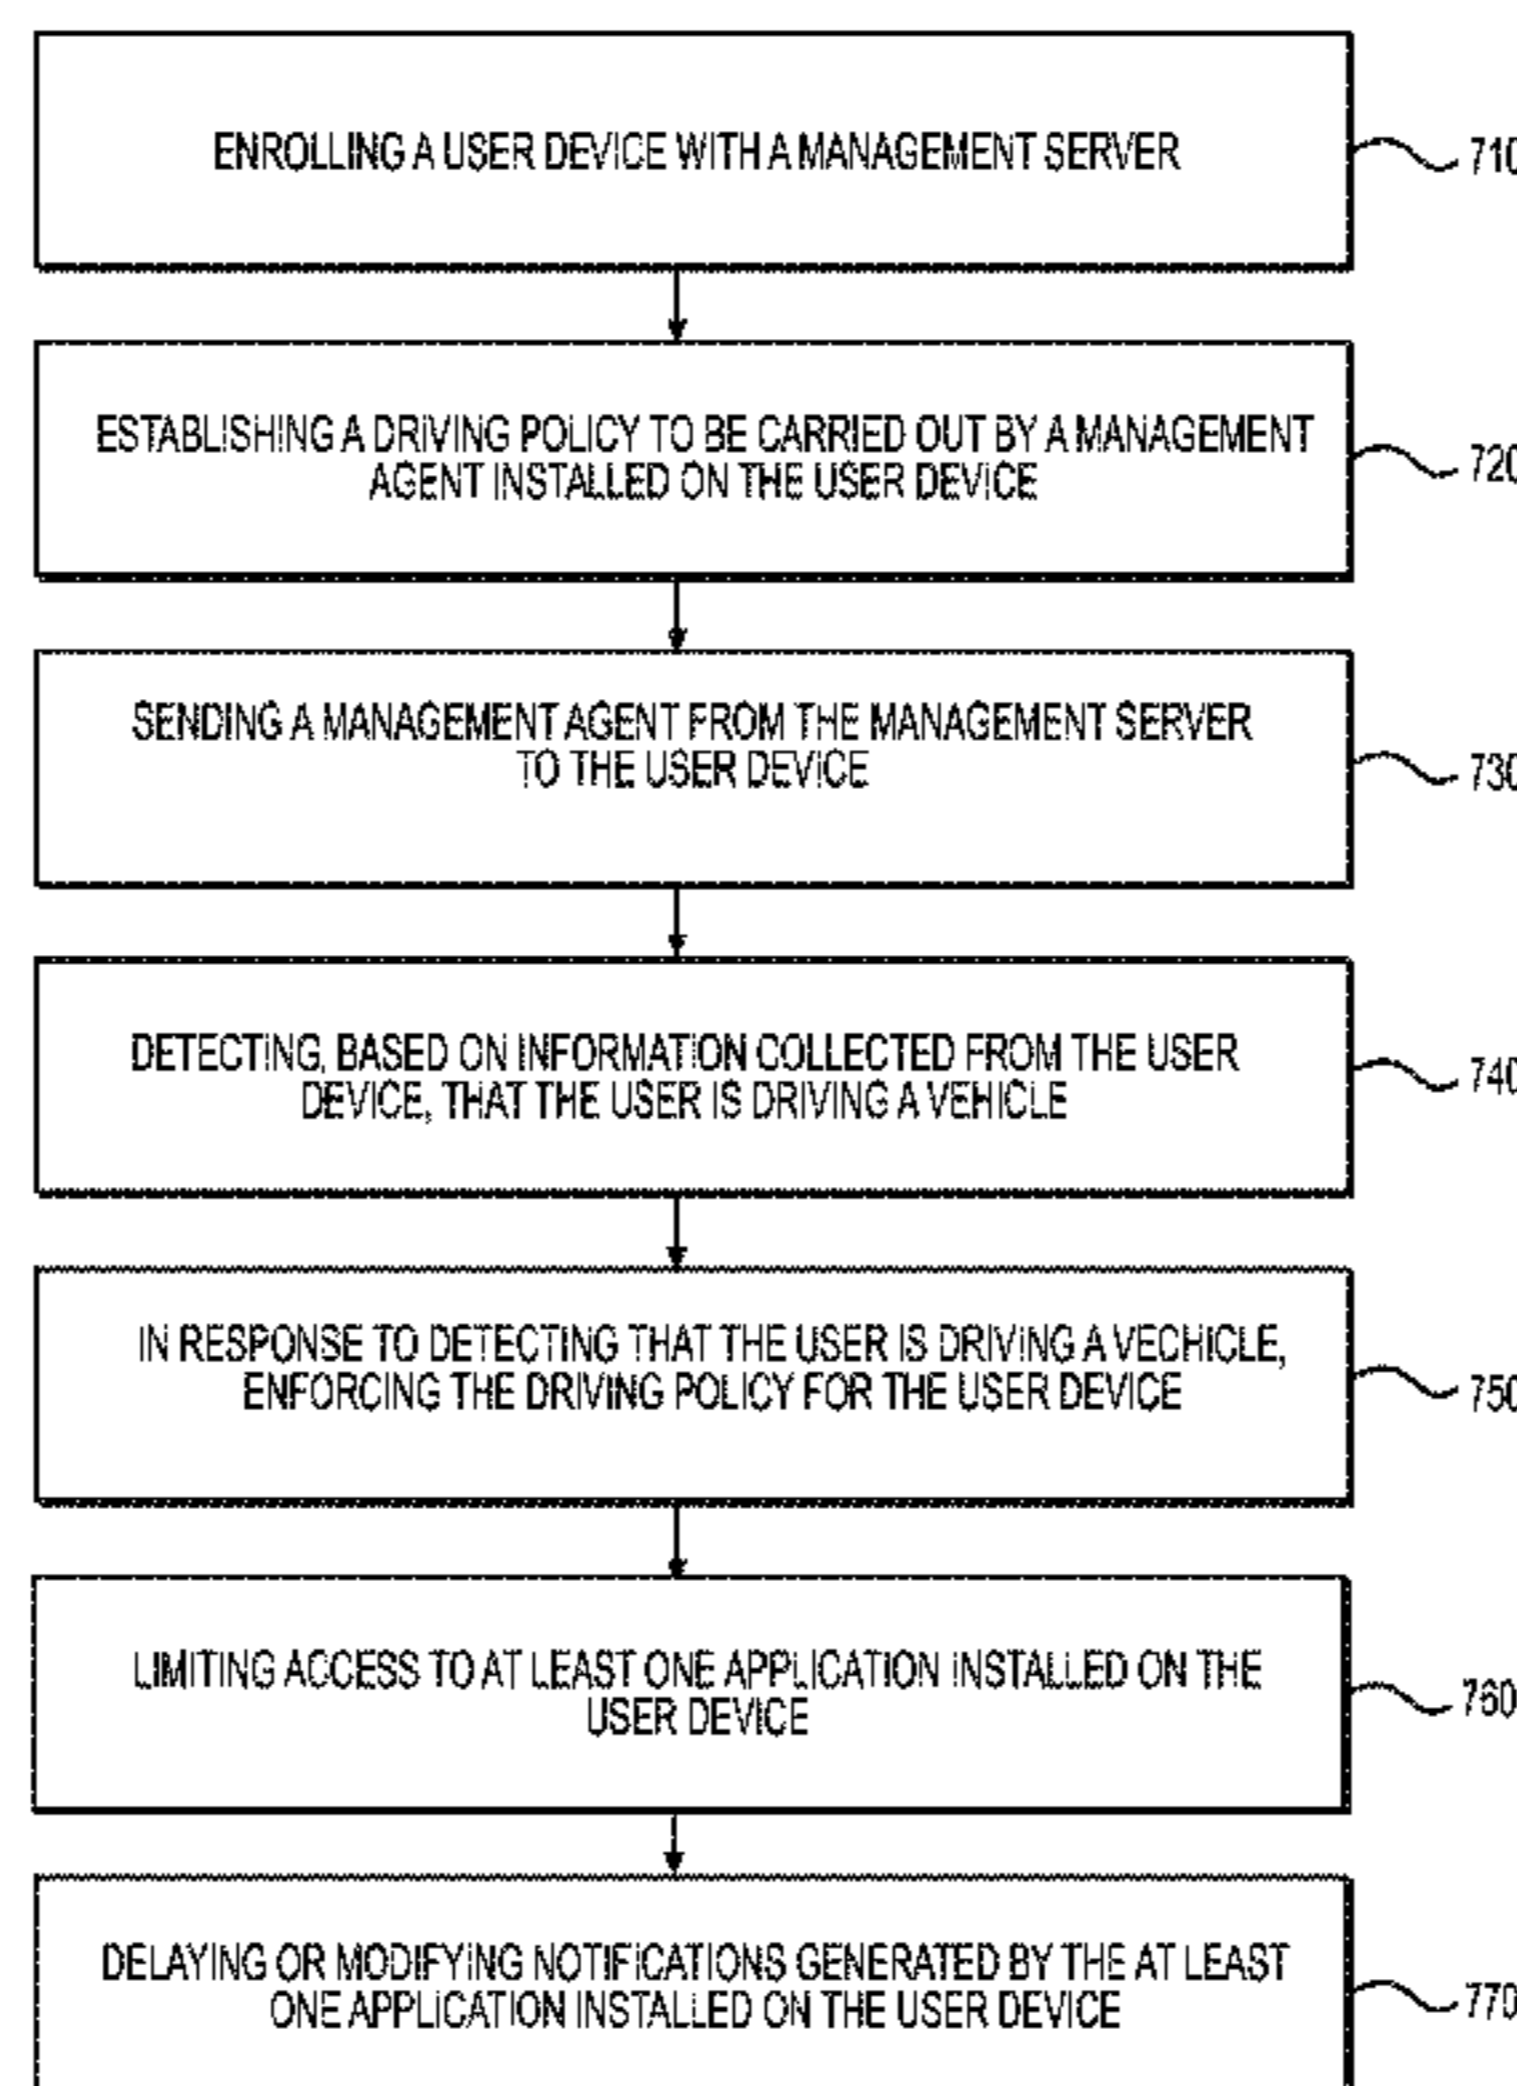 ENROLLING A USER DEVICE WITH A MANAGEMENT SERVER
710
ESTABLISHING A DRIVING POLICY TO BE CARRIED OUT BY A MANAGEMENT
AGENT INSTALLED ON THE USER DEVICE
720
SENDING A MANAGEMENT AGENT FROM THE MANAGEMENT SERVER
TO THE USER DEVICE
730
DETECTING, BASED ON INFORMATION COLLECTED FROM THE USER
DEVICE, THAT THE USER IS DRIVING A VEHICLE
740
IN RESPONSE TO DETECTING THAT THE USER IS DRIVING A VECHICLE,
ENFORCING THE DRIVING POLICY FOR THE USER DEVICE
750
LIMITING ACCESS TO AT LEAST ONE APPLICATION INSTALLED ON THE
USER DEVICE
760
DELAYING OR MODIFYING NOTIFICATIONS GENERATED BY THE AT LEAST
ONE APPLICATION INSTALLED ON THE USER DEVICE
770